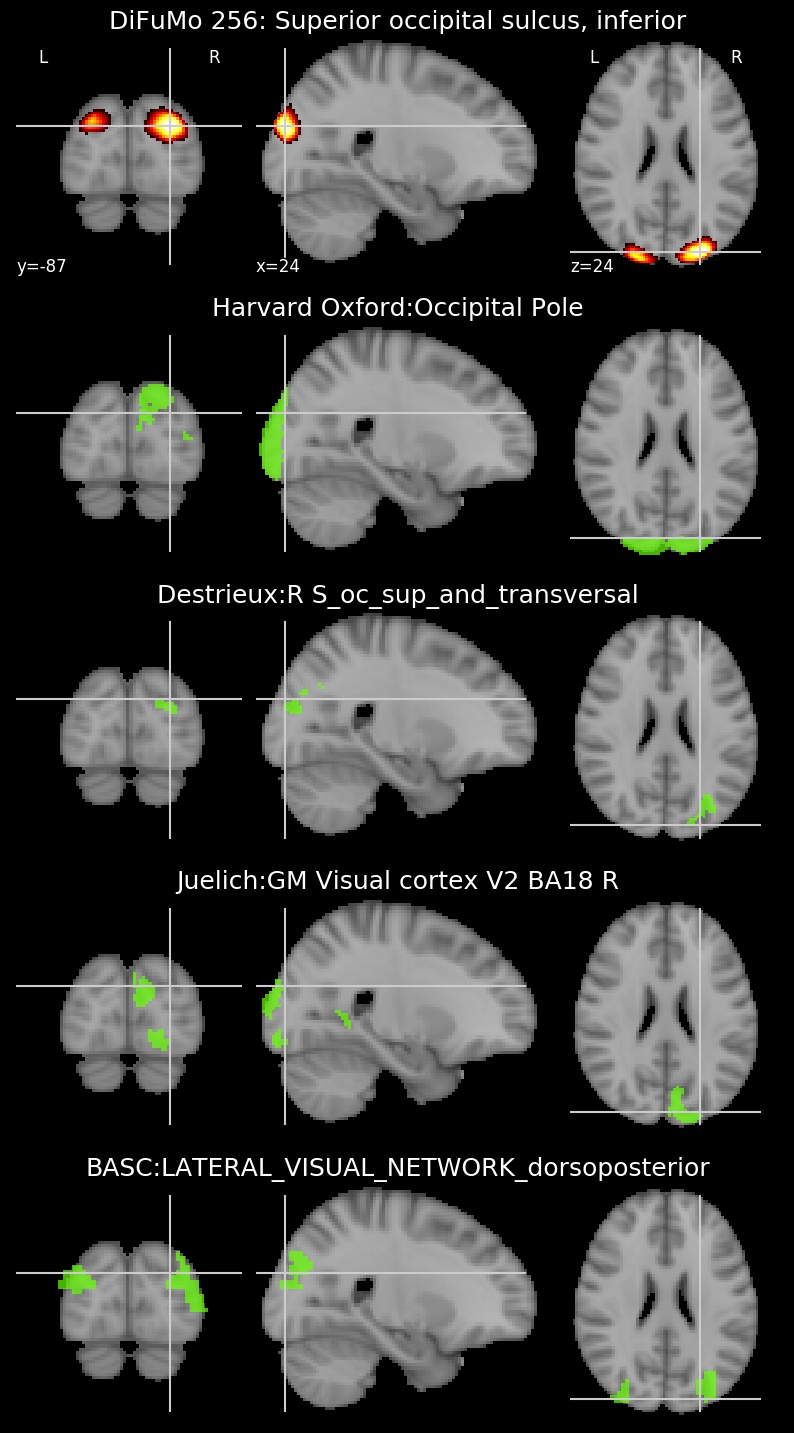 DiFuMo 256: Superior occipital sulcus, inferior
L R L R
y=-87 x=24 z=24
Harvard Oxford:Occipital Pole
Destrieux:R S_oc_sup_and_transversal
Juelich:GM Visual cortex V2 BA18 R
BASC:LATERAL_VISUAL_NETWORK_dorsoposterior